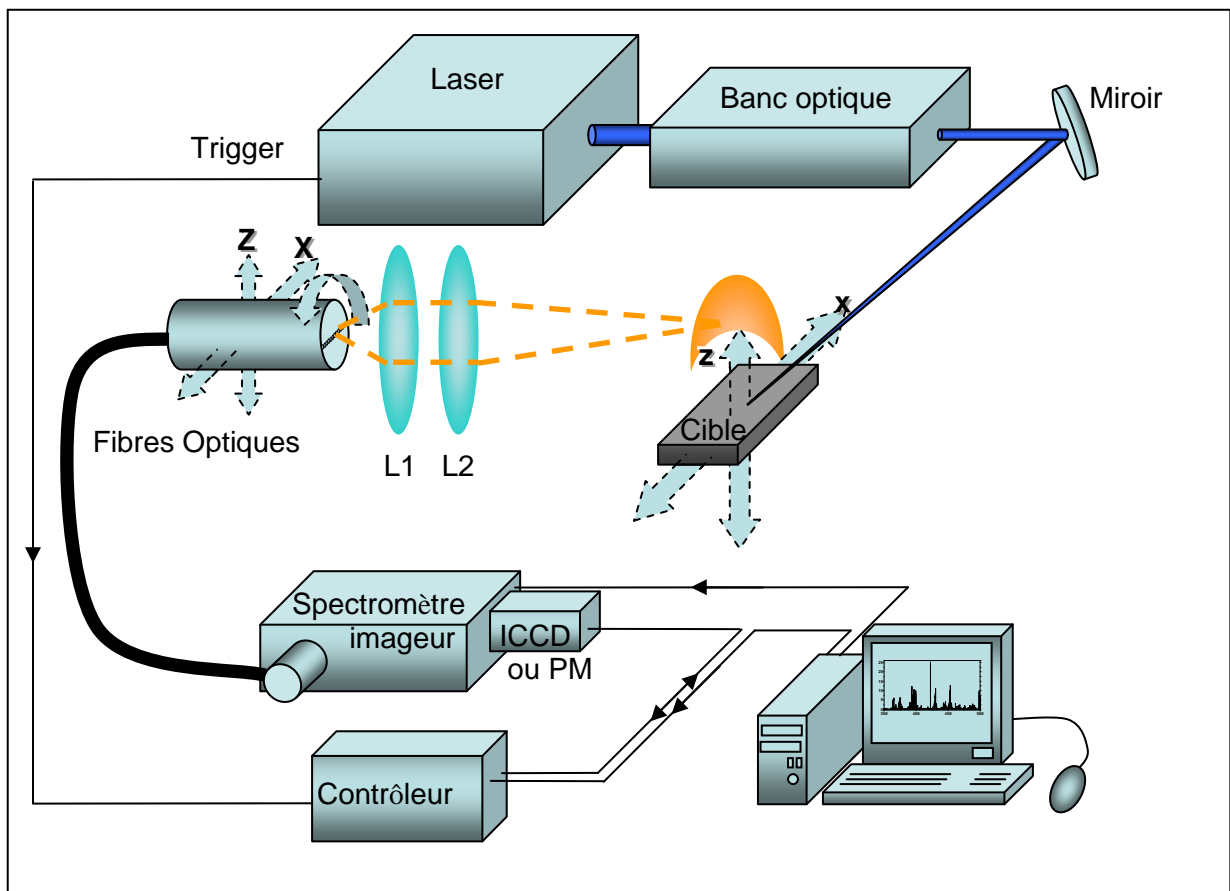 Laser
Banc optique
Miroir
Trigger
Z
X
x
z
Fibres Optiques
L1
L2
Cible
Spectromètre
imageur
ICCD
ou PM
Contrôleur